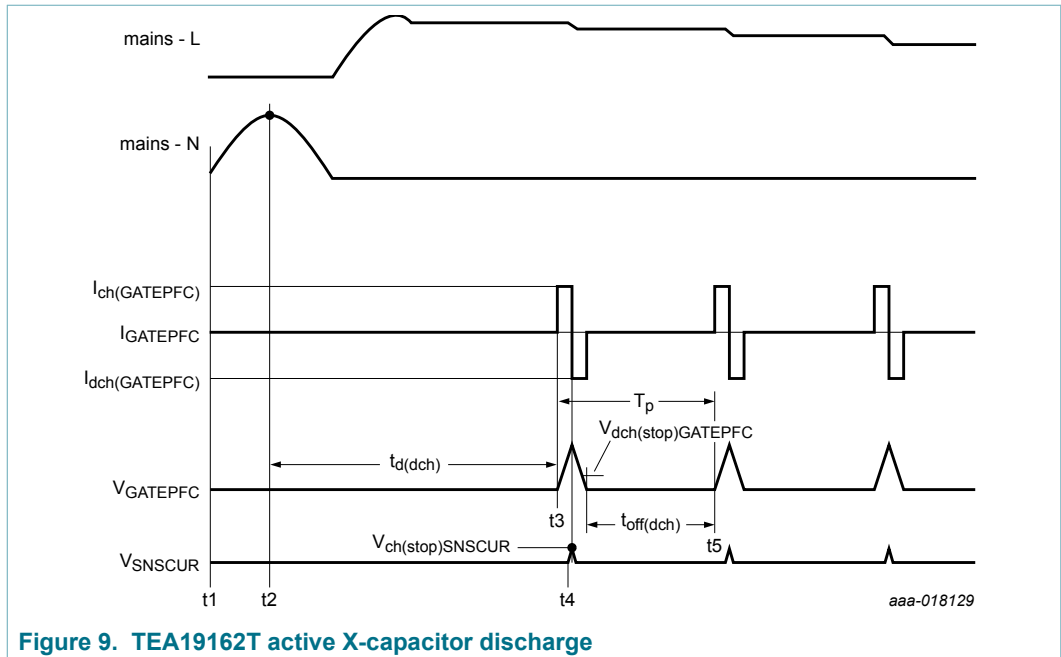 mains - L
mains - N
Ich(GATEPFC)
IGATEPFC
Idch(GATEPFC)
Tp
Vdch(stop)GATEPFC
td(dch)
VGATEPFC
t3
toff(dch)
t5
Vch(stop)SNSCUR
VSNSCUR
t1
t2
t4
aaa-018129
Figure 9. TEA19162T active X-capacitor discharge